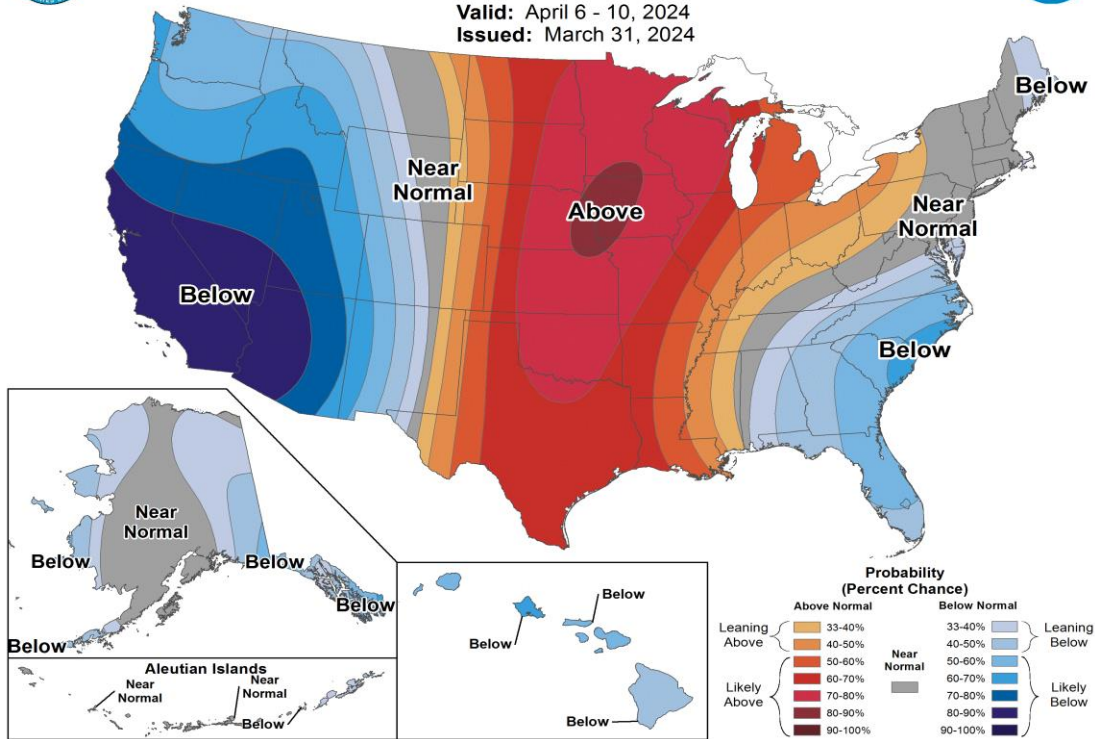 Valid: April 6 - 10, 2024
Issued: March 31, 2024
Below
Near
Normal
Above
Near
Normal
Below
Below
Near
Normal
Below
Below
Below
Below
Aleutian Islands
Near
Normal
Near
Normal
Below
Below
Below
Below
Probability
(Percent Chance)
Above Normal
Below Normal
Leaning
Above
33-40%
40-50%
Likely
Above
50-60%
60-70%
70-80%
80-90%
90-100%
Near
Normal
33-40%
40-50%
Leaning
Below
50-60%
60-70%
70-80%
80-90%
90-100%
Likely
Below